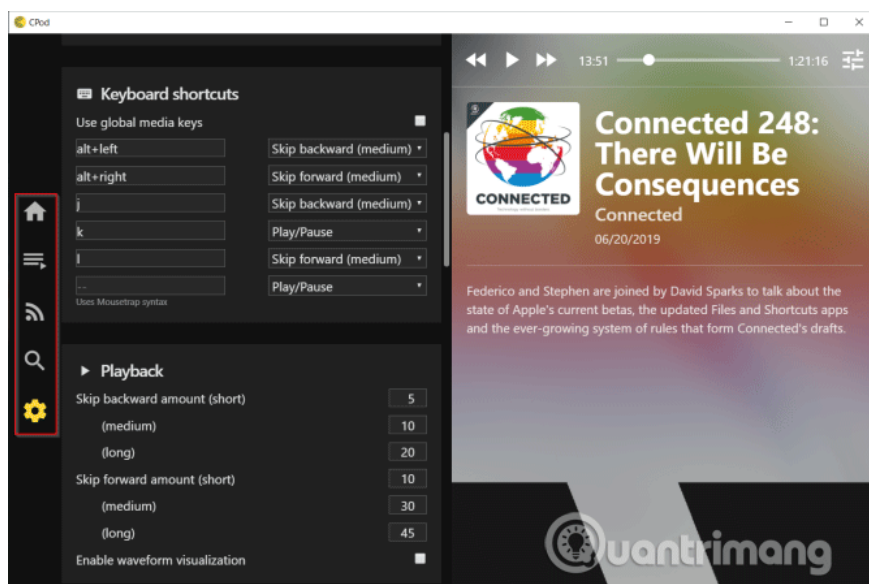 CPod
Keyboard shortcuts
Use global media keys
alt+left Skip backward (medium)
alt+right Skip forward (medium)
j Skip backward (medium)
k Play/Pause
l Skip forward (medium)
-- Play/Pause
Uses Mousetrap syntax
Playback
Skip backward amount (short) 5
(medium) 10
(long) 20
Skip forward amount (short) 10
(medium) 30
(long) 45
Enable waveform visualization
13:51 1:21:16
CONNECTED
Connected 248:
There Will Be
Consequences
Connected
06/20/2019
Federico and Stephen are joined by David Sparks to talk about the
state of Apple's current betas, the updated Files and Shortcuts apps
and the ever-growing system of rules that form Connected's drafts.
Quantrimang